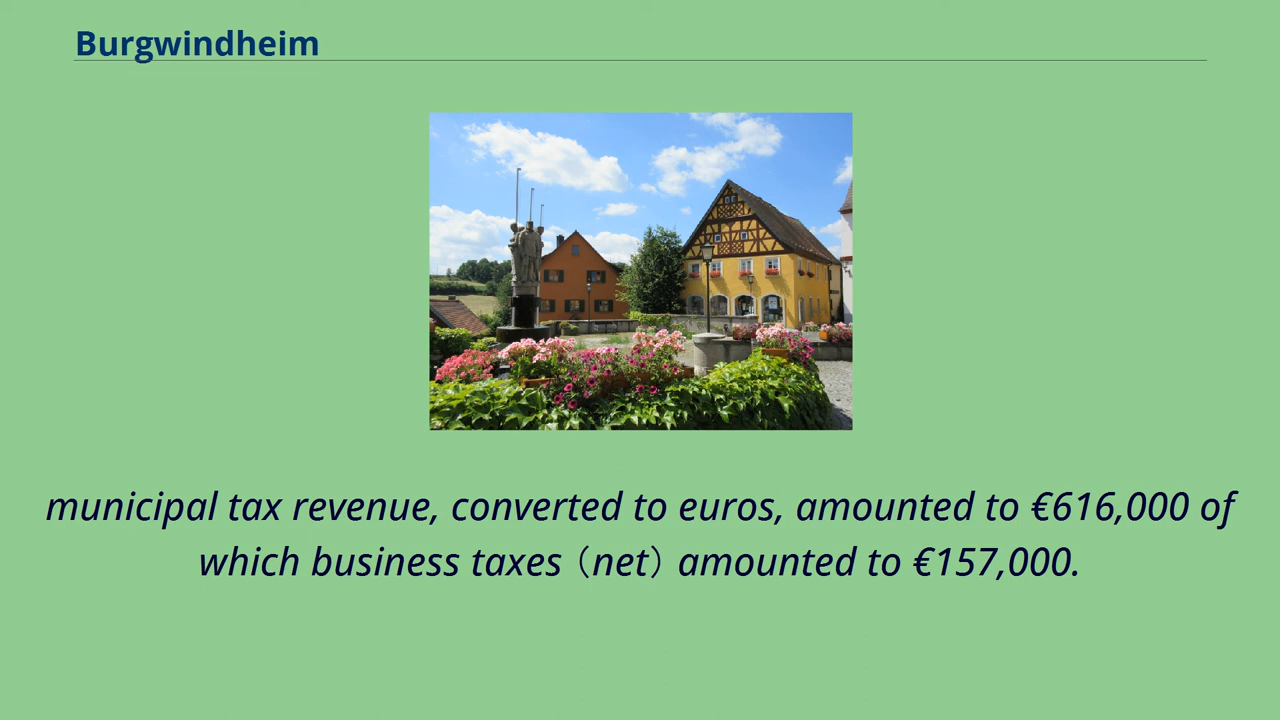 Burgwindheim
municipal tax revenue, converted to euros, amounted to €616,000 of
which business taxes（net）amounted to €157,000.